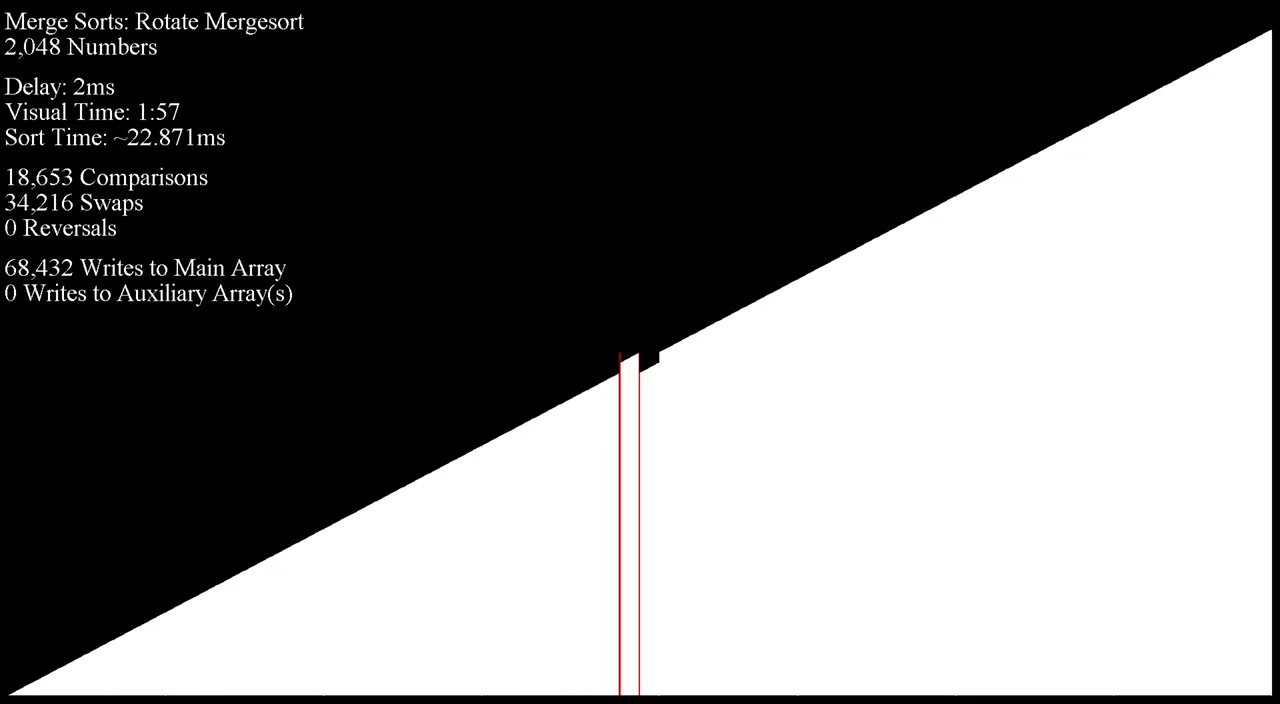 Merge Sorts: Rotate Mergesort
2,048 Numbers
Delay: 2ms
Visual Time: 1:57
Sort Time: ~22.871ms
18,653 Comparisons
34,216 Swaps
0 Reversals
68,432 Writes to Main Array
0 Writes to Auxiliary Array(s)